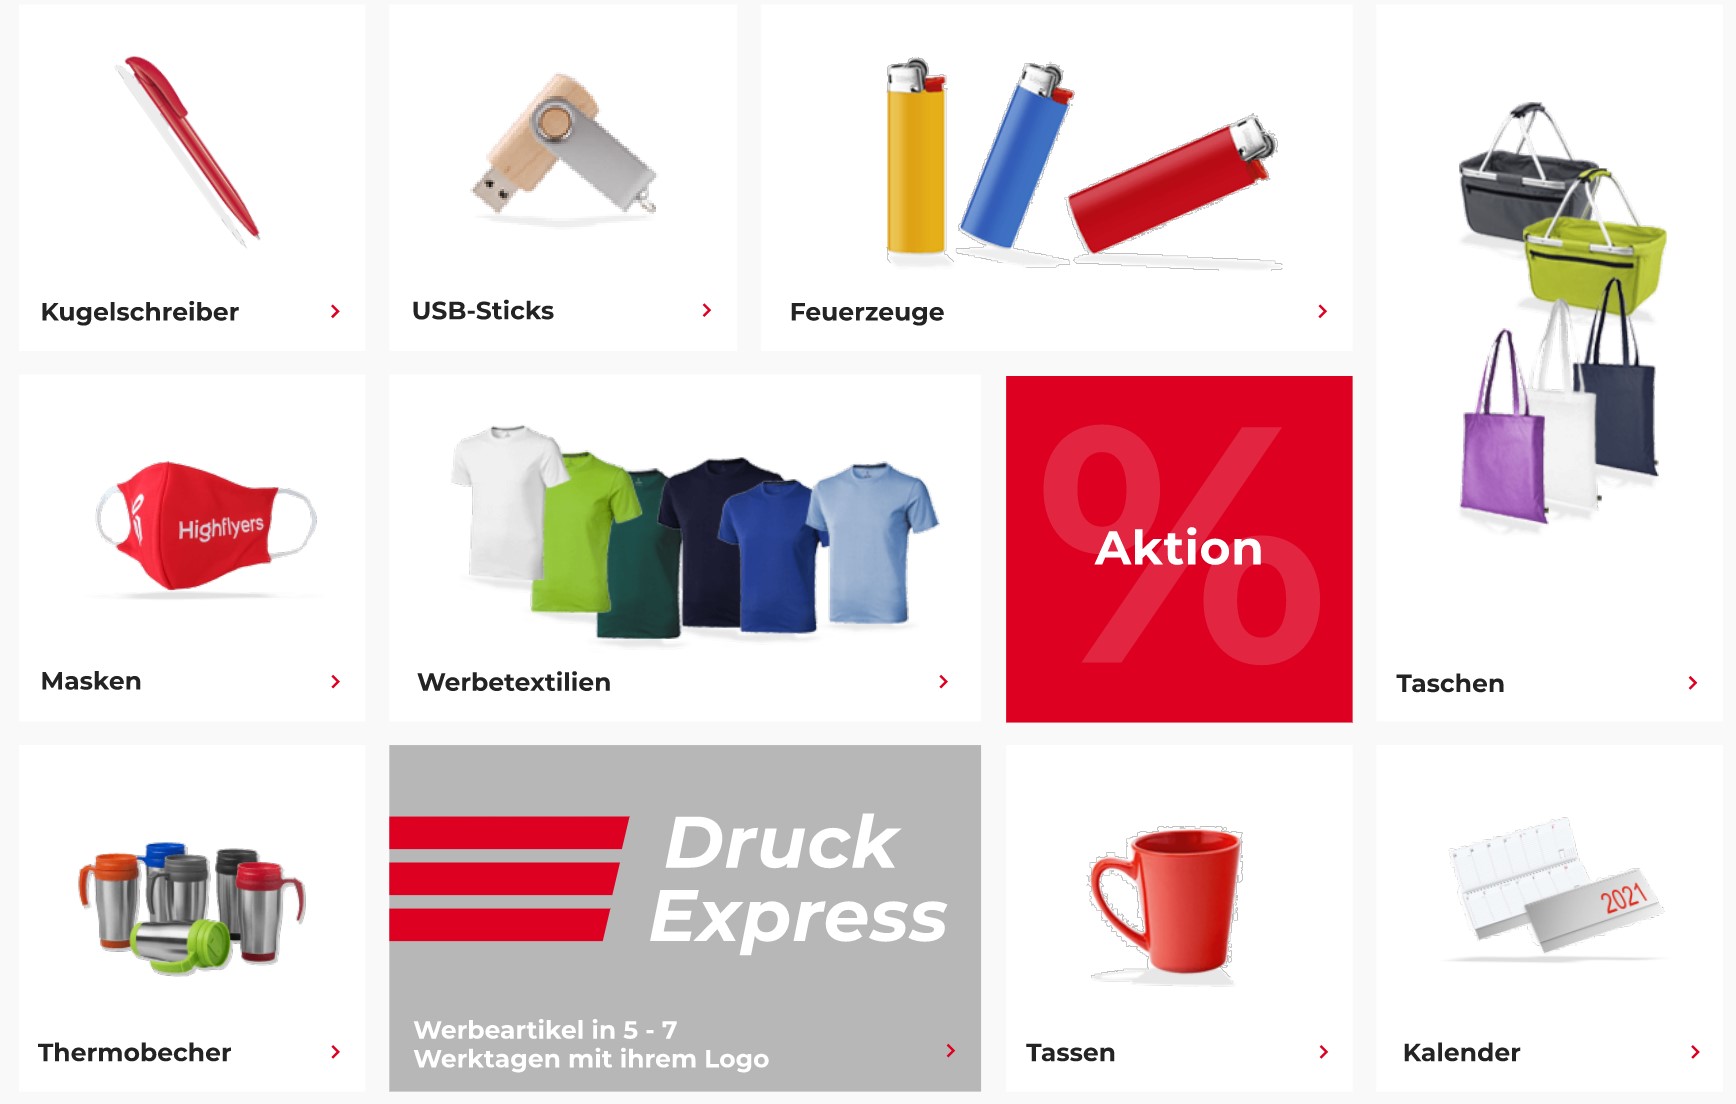 Kugelschreiber
USB-Sticks
Feuerzeuge
Highflyers
Masken
Werbetextilien
%
Aktion
Taschen
Thermobecher
Druck
Express
Werbeartikel in 5 - 7
Werktagen mit ihrem Logo
Tassen
2021
Kalender